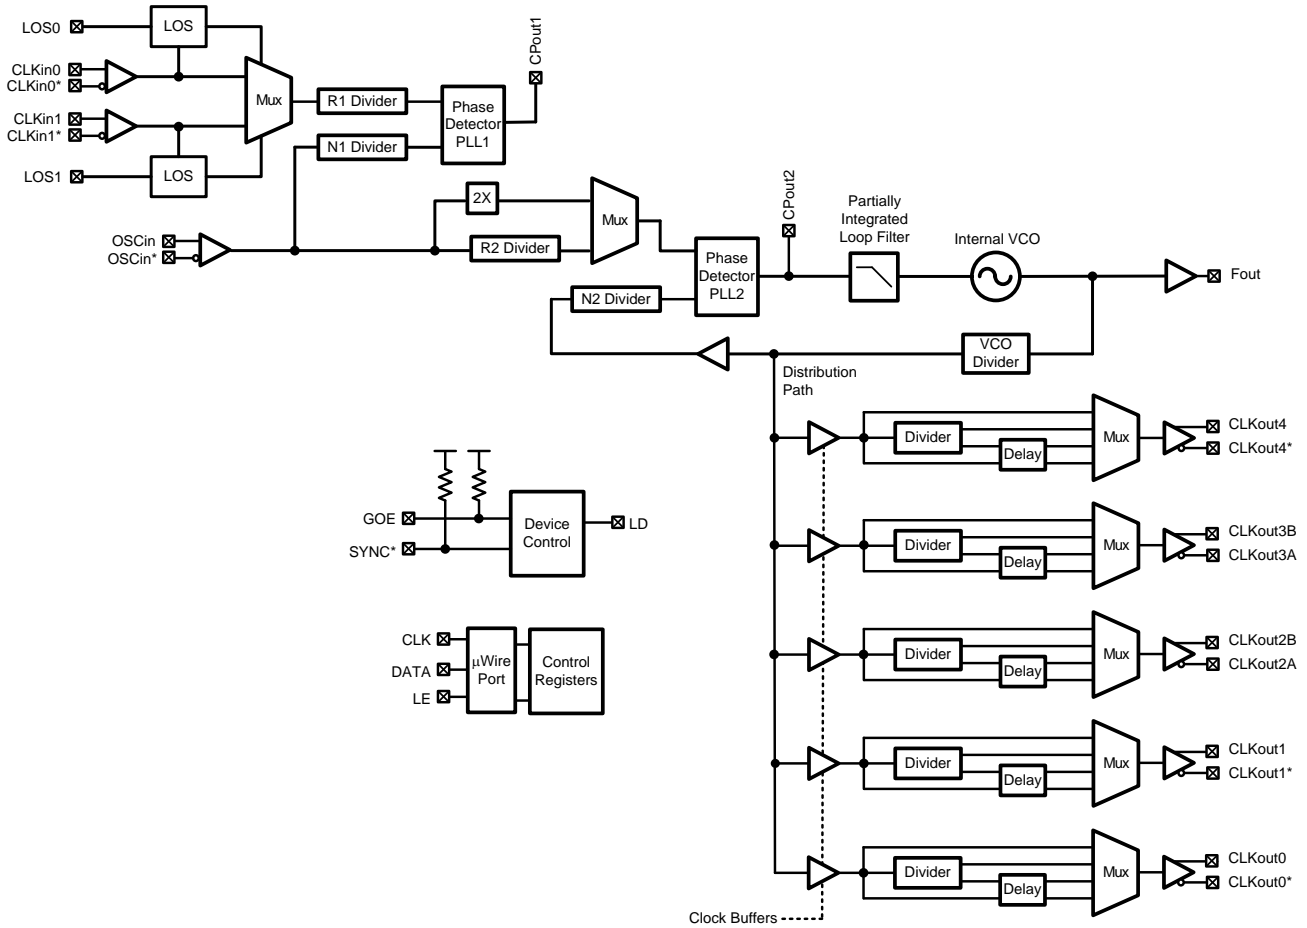 LOS0
LOS
CLKin0
CLKin0*
Mux
CLKin1
CLKin1*
LOS1
LOS
R1 Divider
N1 Divider
Phase
Detector
PLL1
CPout1
OSCin
OSCin*
2X
R2 Divider
Mux
N2 Divider
Phase
Detector
PLL2
CPout2
Partially
Integrated
Loop Filter
Internal VCO
Fout
VCO
Divider
Distribution
Path
Divider
Delay
Mux
CLKout4
CLKout4*
Divider
Delay
Mux
CLKout3B
CLKout3A
Divider
Delay
Mux
CLKout2B
CLKout2A
Divider
Delay
Mux
CLKout1
CLKout1*
Divider
Delay
Mux
CLKout0
CLKout0*
Clock Buffers
GOE
SYNC*
Device
Control
LD
CLK
DATA
LE
µWire
Port
Control
Registers